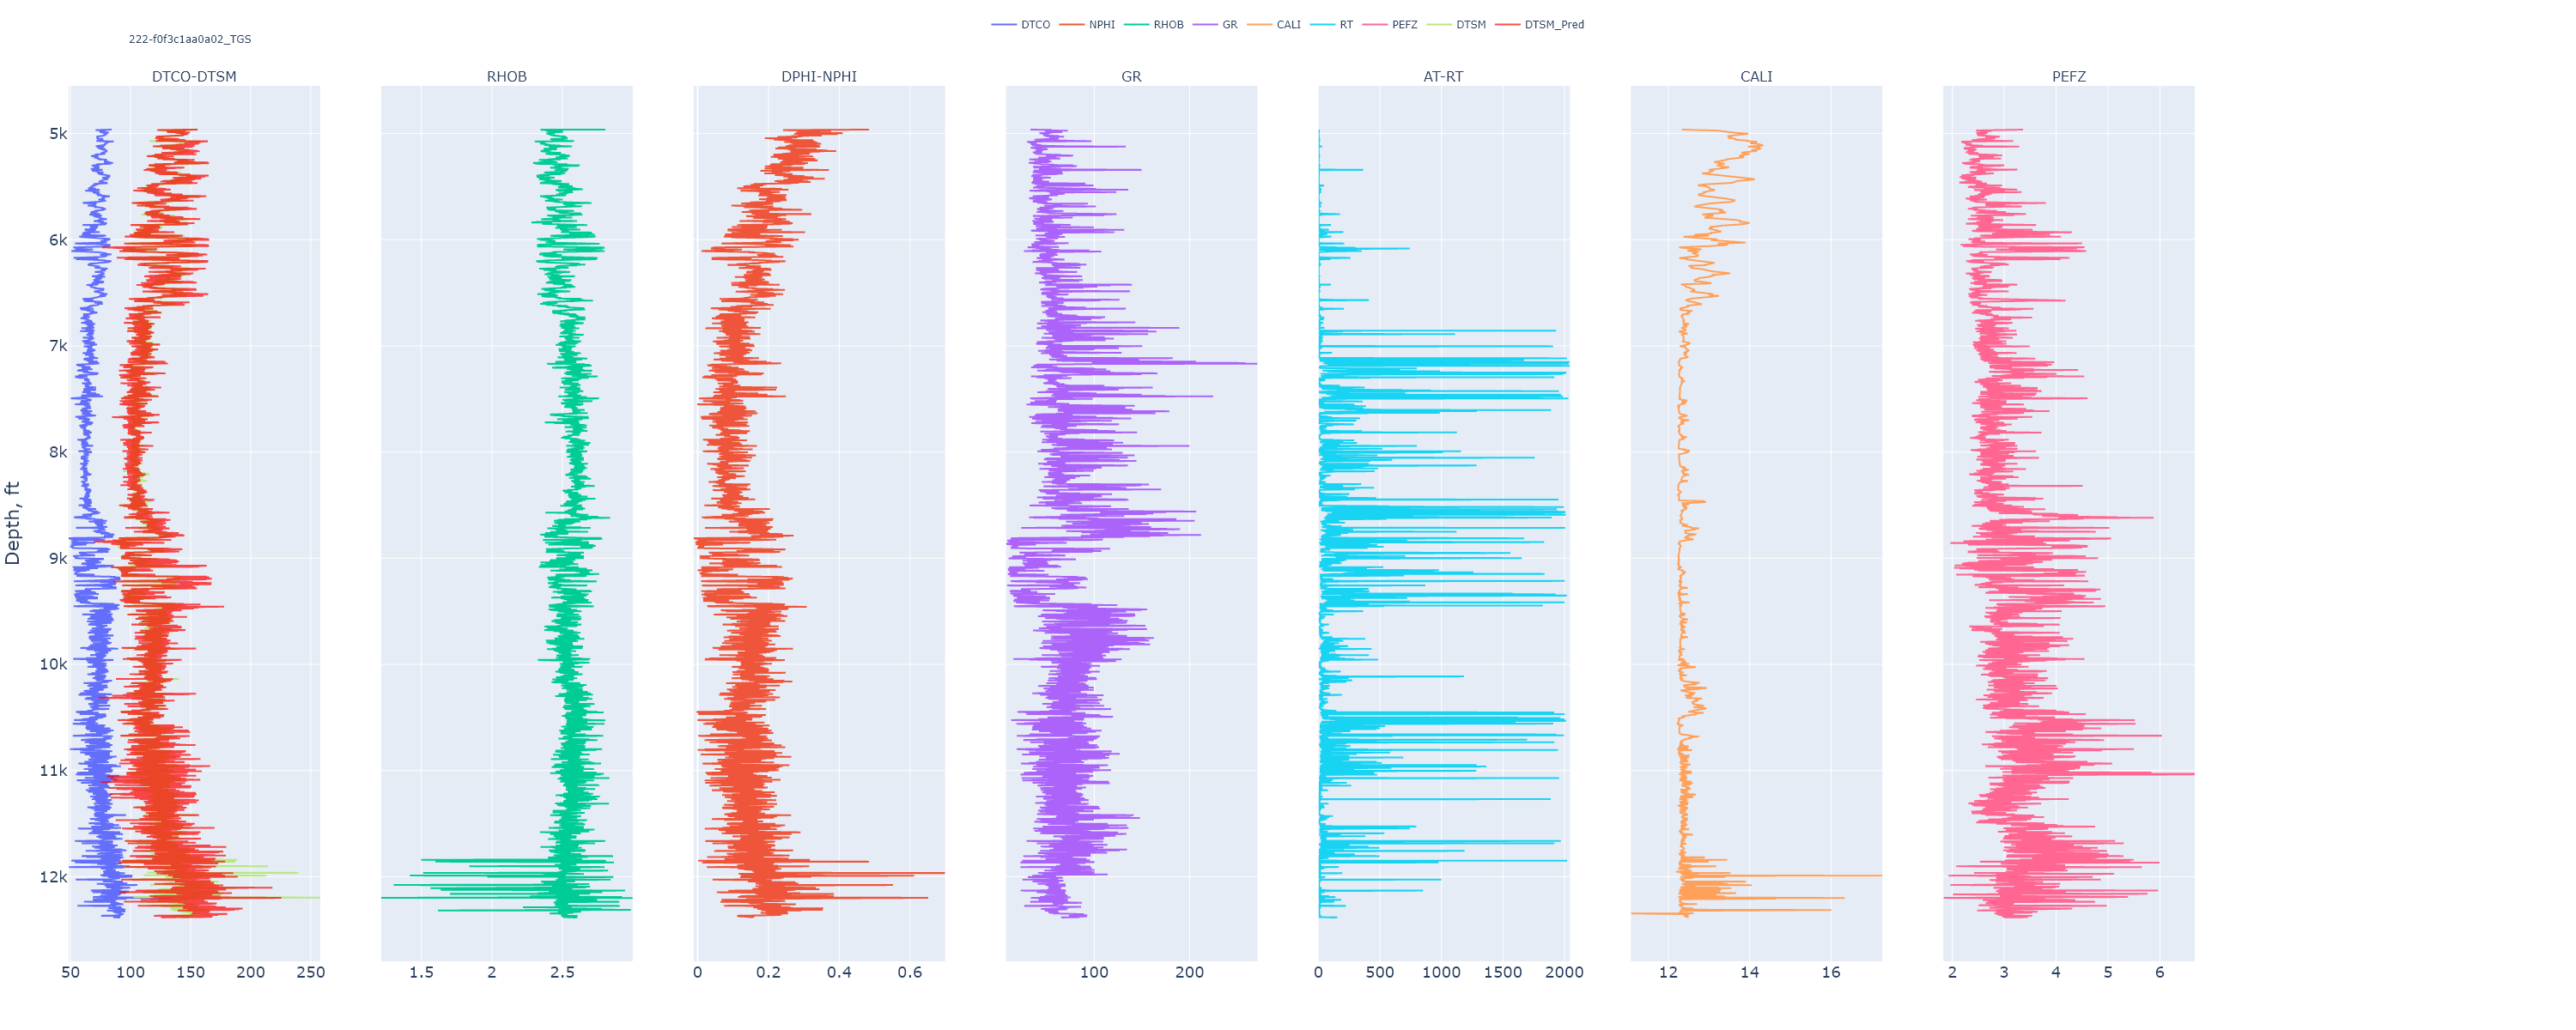 DTCO NPHI RHOB GR CALI RT PEFZ DTSM DTSM_Pred
222-f0f3c1aa0a02_TGS
DTCO-DTSM RHOB DPHI-NPHI GR AT-RT CALI PEFZ
Depth, ft
5k
6k
7k
8k
9k
10k
11k
12k
50 100 150 200 250 1.5 2 2.5 0 0.2 0.4 0.6 100 200 0 500 1000 1500 2000 12 14 16 2 3 4 5 6